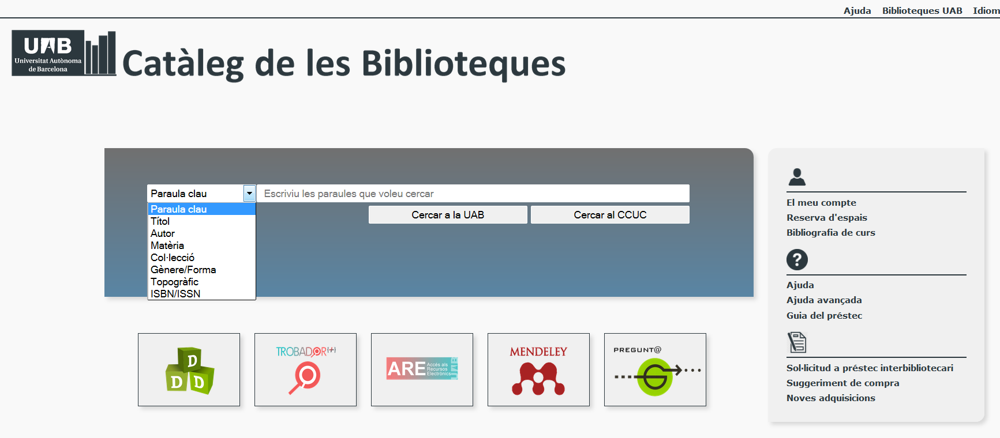 Ajuda Biblioteques UAB Idiom
UAB
Universitat Autònoma
de Barcelona
Catàleg de les Biblioteques
Paraula clau
Escriviu les paraules que voleu cercar
Paraula clau
Títol
Autor
Matèria
Col·lecció
Gènere/Forma
Topogràfic
ISBN/ISSN
Cercar a la UAB
Cercar al CCUC
D
D D
TROBADOR{+}
ARE
Accés als
Recursos
Electrònics
UAB
MENDELEY
PREGUNT@
El meu compte
Reserva d'espais
Bibliografia de curs
?
Ajuda
Ajuda avançada
Guia del préstec
Sol·licitud a préstec interbibliotecari
Suggeriment de compra
Noves adquisicions